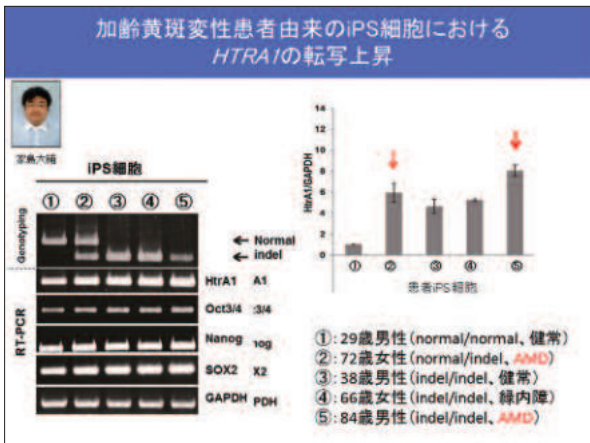 加齢黄斑変性患者由来のiPS細胞における
HTRA1の転写上昇
iPS細胞
① ② ③ ④ ⑤
Genotyping
← Normal
← indel
RT-PCR
HtrA1 A1
Oct3/4 :3/4
Nanog
SOX2 X2
GAPDH PDH
HtrA1/GAPDH
14
12
10
8
6
4
2
0
① ② ③ ④ ⑤
患者iPS細胞
①:29歳男性(normal/normal、健常)
②:72歳女性(normal/indel、AMD)
③:38歳男性(indel/indel、健常)
④:66歳女性(indel/indel、緑内障)
⑤:84歳男性(indel/indel、AMD)